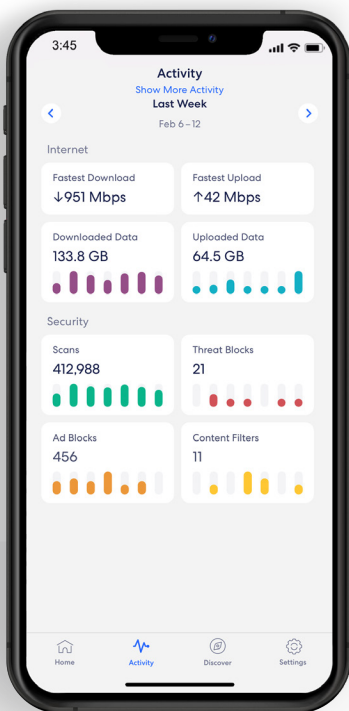 3:45
Activity
Show More Activity
Last Week
Feb 6 – 12
Internet
Fastest Download
↓951 Mbps
Fastest Upload
↑42 Mbps
Downloaded Data
133.8 GB
Uploaded Data
64.5 GB
Security
Scans
412,988
Threat Blocks
21
Ad Blocks
456
Content Filters
11
Home
Activity
Discover
Settings